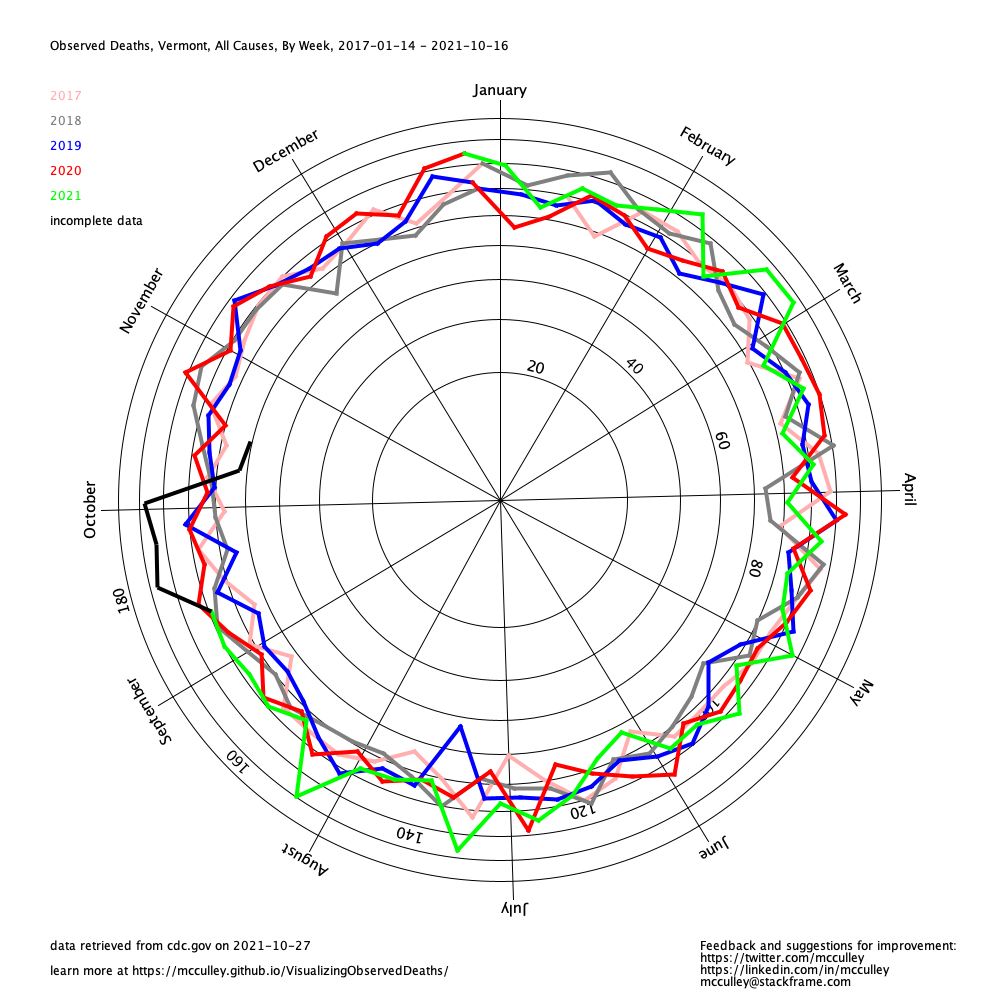 Observed Deaths, Vermont, All Causes, By Week, 2017-01-14 - 2021-10-16
January
2017
2018
2019
2020
2021
incomplete data
December
February
November
March
20
40
60
April
October
80
180
May
September
160
120
140
June
August
July
data retrieved from cdc.gov on 2021-10-27
learn more at https://mcculley.github.io/VisualizingObservedDeaths/
Feedback and suggestions for improvement:
https://twitter.com/mcculley
https://linkedin.com/in/mcculley
mcculley@stackframe.com